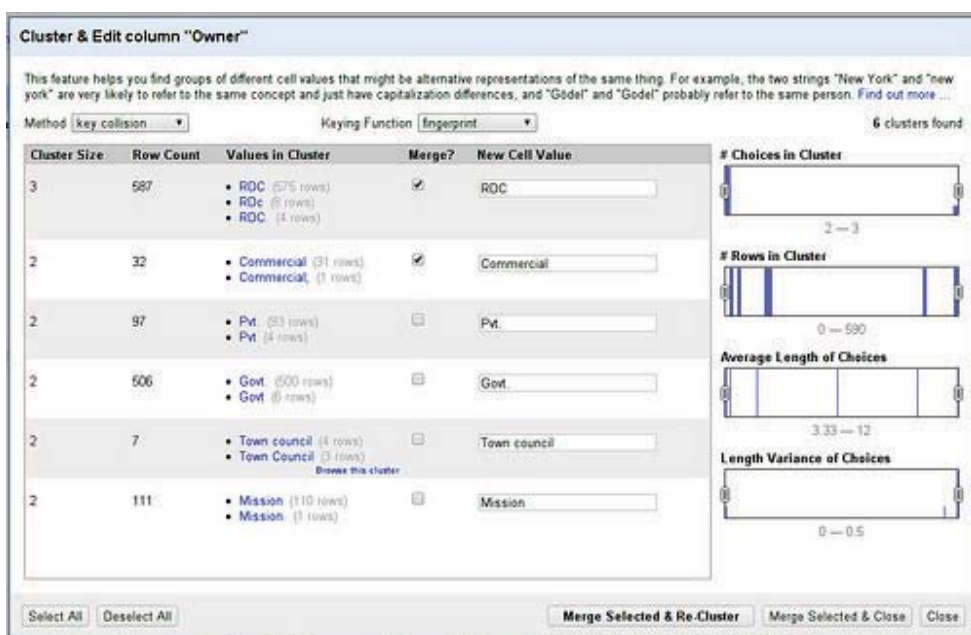 Cluster & Edit column "Owner"
This feature helps you find groups of different cell values that might be alternative representations of the same thing. For example, the two strings "New York" and "new
york" are very likely to refer to the same concept and just have capitalization differences, and "Gödel" and "Godel" probably refer to the same person. Find out more ...
Method key collision Keying Function fingerprint 6 clusters found
Cluster Size Row Count Values in Cluster Merge? New Cell Value
3 587 • RDC (575 rows) RDC
• RDc (8 rows)
• RDC. (4 rows)
2 32 • Commercial (31 rows) Commercial
• Commercial; (1 rows)
2 97 • Pvt. (93 rows) Pvt.
• Pvt (4 rows)
2 506 • Govt. (500 rows) Govt.
• Govt (6 rows)
2 7 • Town council (4 rows) Town council
• Town Council (3 rows)
Browse this cluster
2 111 • Mission (110 rows) Mission
• Mission. (1 rows)
# Choices in Cluster
2 — 3
# Rows in Cluster
0 — 590
Average Length of Choices
3.33 — 12
Length Variance of Choices
0 — 0.5
Select All Deselect All Merge Selected & Re-Cluster Merge Selected & Close Close